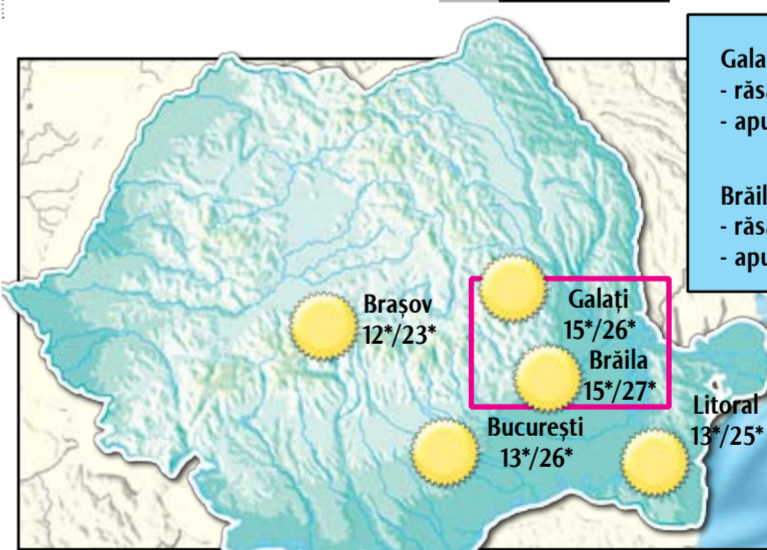 Brașov
12*/23*
Galați
15*/26*
Brăila
15*/27*
București
13*/26*
Litoral
13*/25*
-
-
-
-